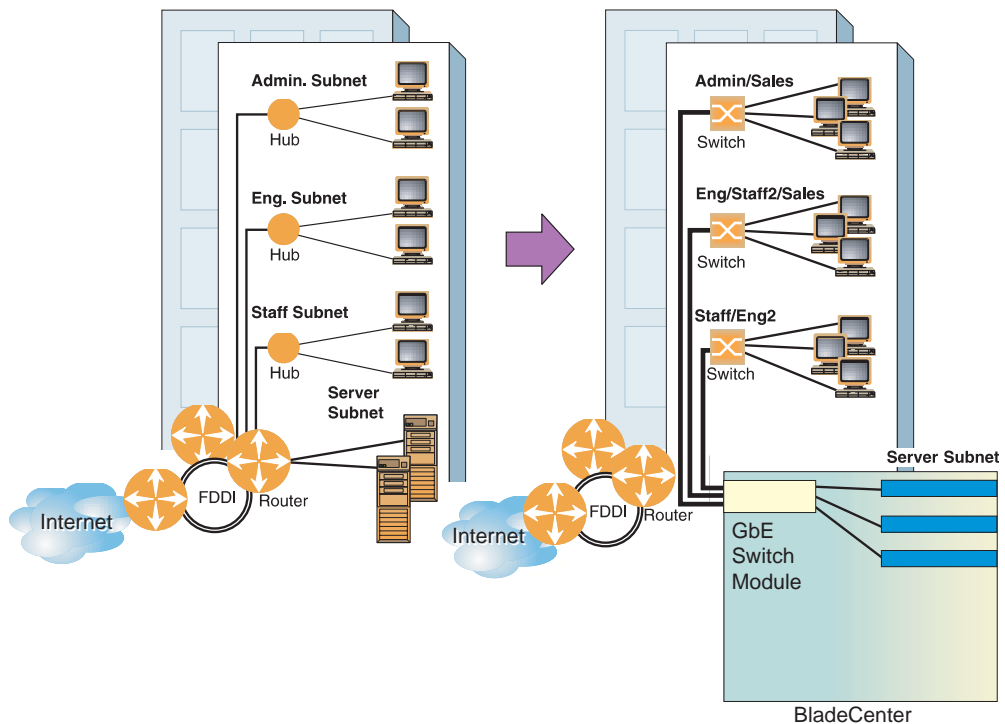 Admin. Subnet
Hub
Eng. Subnet
Hub
Staff Subnet
Hub
Server
Subnet
FDDI
Router
Internet
Admin/Sales
Switch
Eng/Staff2/Sales
Switch
Staff/Eng2
Switch
Server Subnet
FDDI
Router
Internet
GbE
Switch
Module
BladeCenter